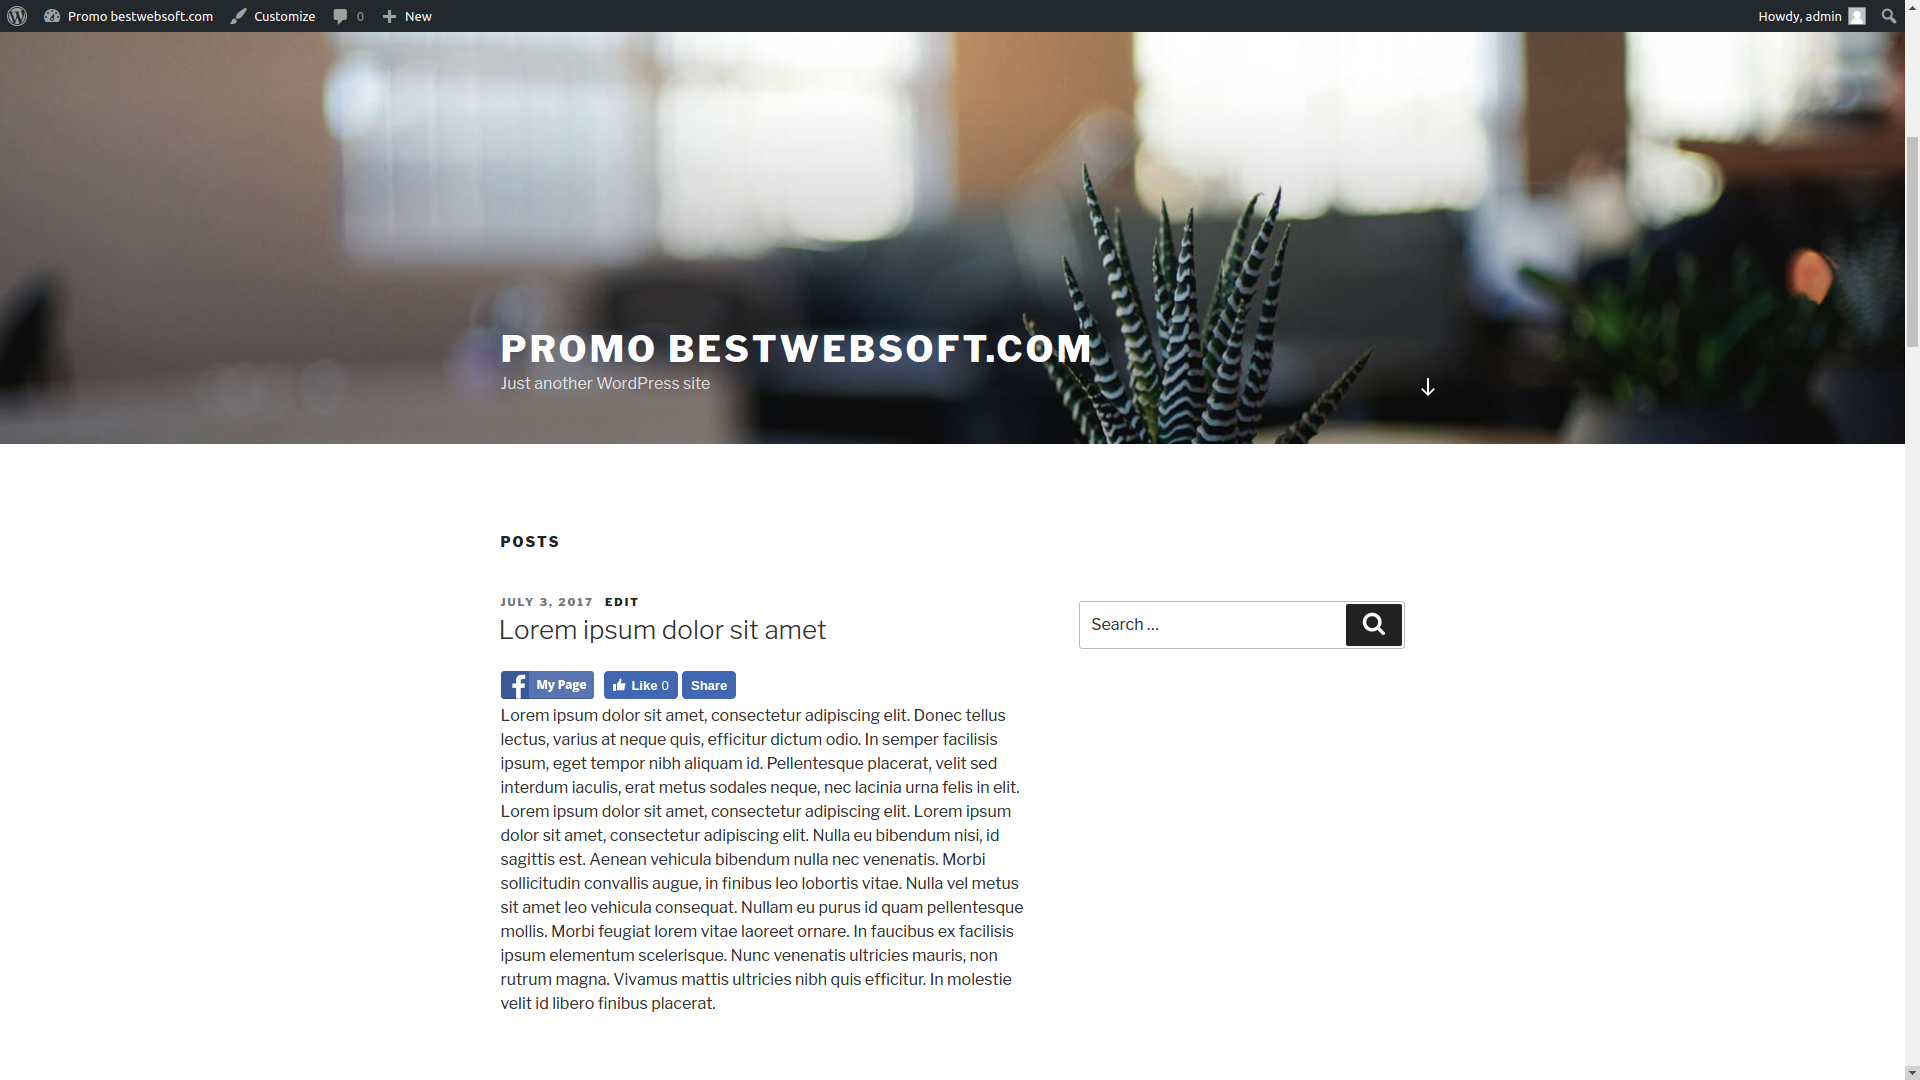 Promo bestwebsoft.com Customize 0 New Howdy, admin
PROMO BESTWEBSOFT.COM
Just another WordPress site
POSTS
JULY 3, 2017 EDIT
Lorem ipsum dolor sit amet
Search …
My Page Like 0 Share
Lorem ipsum dolor sit amet, consectetur adipiscing elit. Donec tellus
lectus, varius at neque quis, efficitur dictum odio. In semper facilisis
ipsum, eget tempor nibh aliquam id. Pellentesque placerat, velit sed
interdum iaculis, erat metus sodales neque, nec lacinia urna felis in elit.
Lorem ipsum dolor sit amet, consectetur adipiscing elit. Lorem ipsum
dolor sit amet, consectetur adipiscing elit. Nulla eu bibendum nisi, id
sagittis est. Aenean vehicula bibendum nulla nec venenatis. Morbi
sollicitudin convallis augue, in finibus leo lobortis vitae. Nulla vel metus
sit amet leo vehicula consequat. Nullam eu purus id quam pellentesque
mollis. Morbi feugiat lorem vitae laoreet ornare. In faucibus ex facilisis
ipsum elementum scelerisque. Nunc venenatis ultricies mauris, non
rutrum magna. Vivamus mattis ultricies nibh quis efficitur. In molestie
velit id libero finibus placerat.